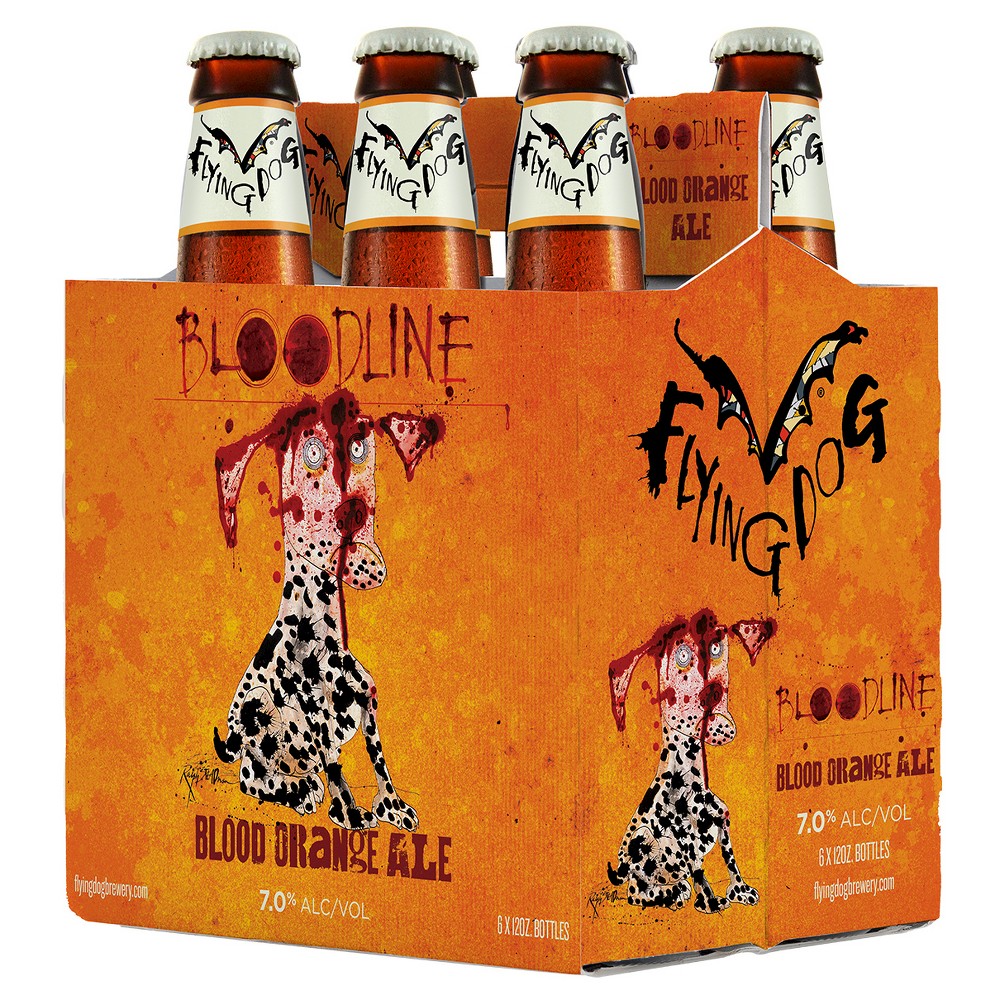 FLYING DOG
FLYING DOG
FLYING DOG
BLOODLINE
BLOOD ORANGE
ALE
BLOODLINE
BLOOD ORANGE ALE
7.0% ALC/VOL
flyingdogbrewery.com
6 X 12OZ. BOTTLES
FLYING DOG
®
BLOODLINE
BLOOD ORANGE ALE
7.0% ALC/VOL
6 X 12OZ. BOTTLES
flyingdogbrewery.com